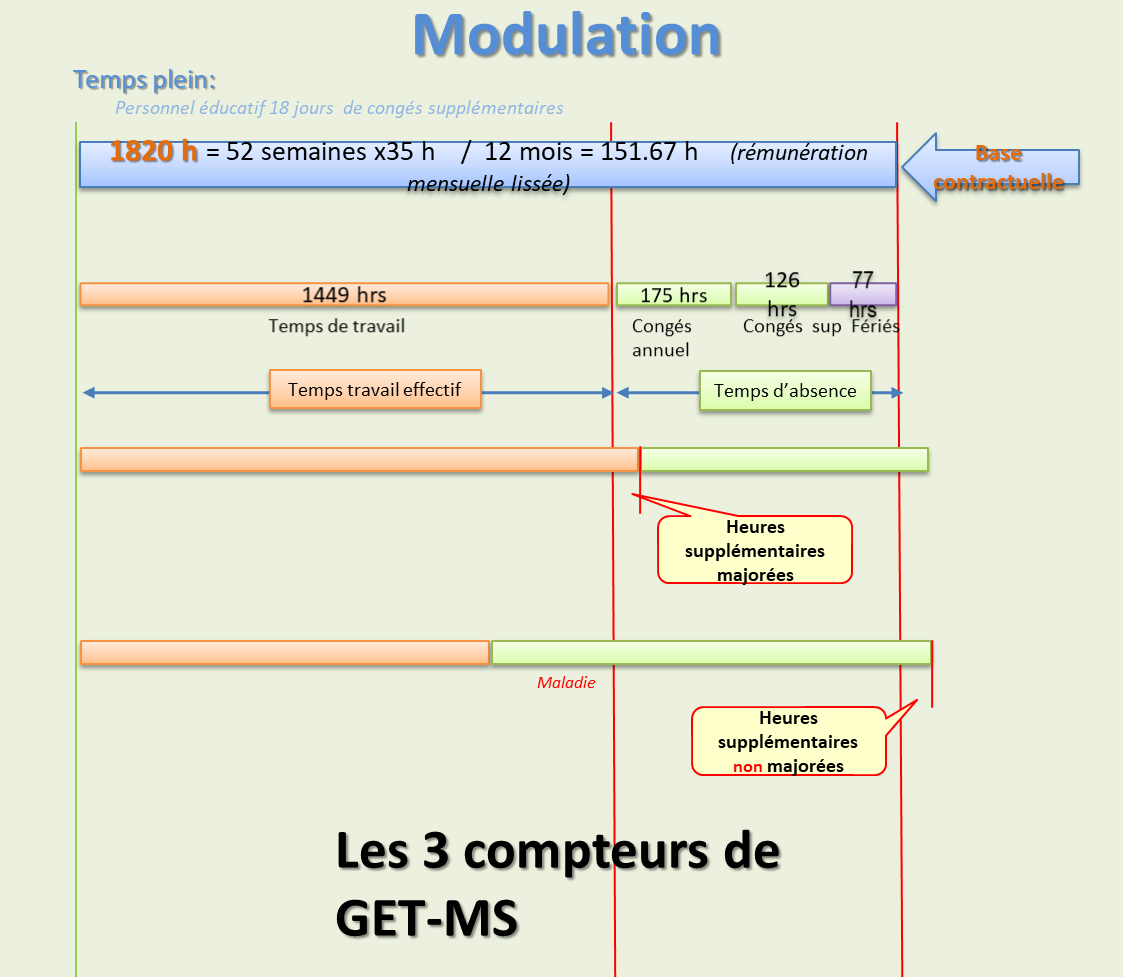 Modulation
Temps plein:
Personnel éducatif 18 jours de congés supplémentaires
1820 h = 52 semaines x35 h / 12 mois = 151.67 h (rémunération
mensuelle lissée)
Base
contractuelle
1449 hrs
175 hrs
126
hrs
77
hrs
Temps de travail
Congés
annuel
Congés sup
Fériés
Temps travail effectif
Temps d’absence
Heures
supplémentaires
majorées
Maladie
Heures
supplémentaires
non majorées
Les 3 compteurs de
GET-MS